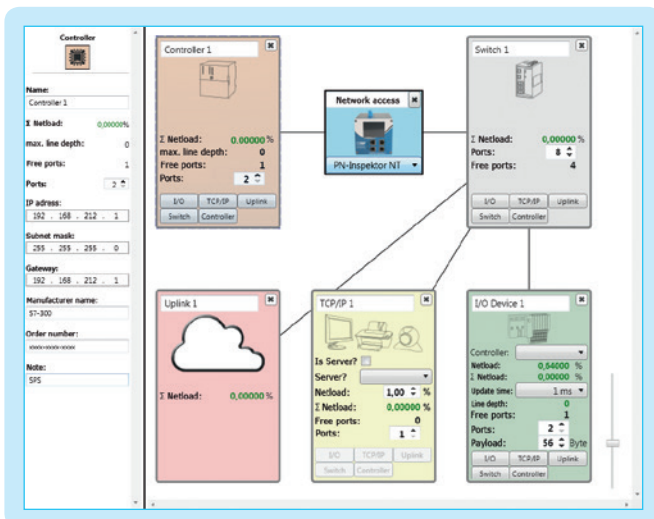 Controller
Name:
Controller 1
Σ Netload: 0,00000%
max. line depth: 0
Free ports: 1
Ports: 2
IP adress:
192 . 168 . 212 . 1
Subnet mask:
255 . 255 . 255 . 0
Gateway:
192 . 168 . 212 . 1
Manufacturer name:
S7-300
Order number:
xxxx-xxxx-xxxx
Note:
SPS
Controller 1
Σ Netload: 0.00000 %
max. line depth: 0
Free ports: 1
Ports: 2
I/O TCP/IP Uplink
Switch Controller
Network access
PN-Inspektor NT
Switch 1
Σ Netload: 0,00000 %
Ports: 8
Free ports: 4
I/O TCP/IP Uplink
Switch Controller
Uplink 1
Σ Netload: 0,00000 %
TCP/IP 1
Is Server?
Server?
Netload: 1,00 %
Σ Netload: 0,00000 %
Free ports: 0
Ports: 1
I/O TCP/IP Uplink
Switch Controller
I/O Device 1
Controller:
Netload: 0,64000 %
Σ Netload: 0,00000 %
Update time: 1 ms
Line depth: 0
Free ports: 1
Ports: 2
Payload: 56 Byte
I/O TCP/IP Uplink
Switch Controller